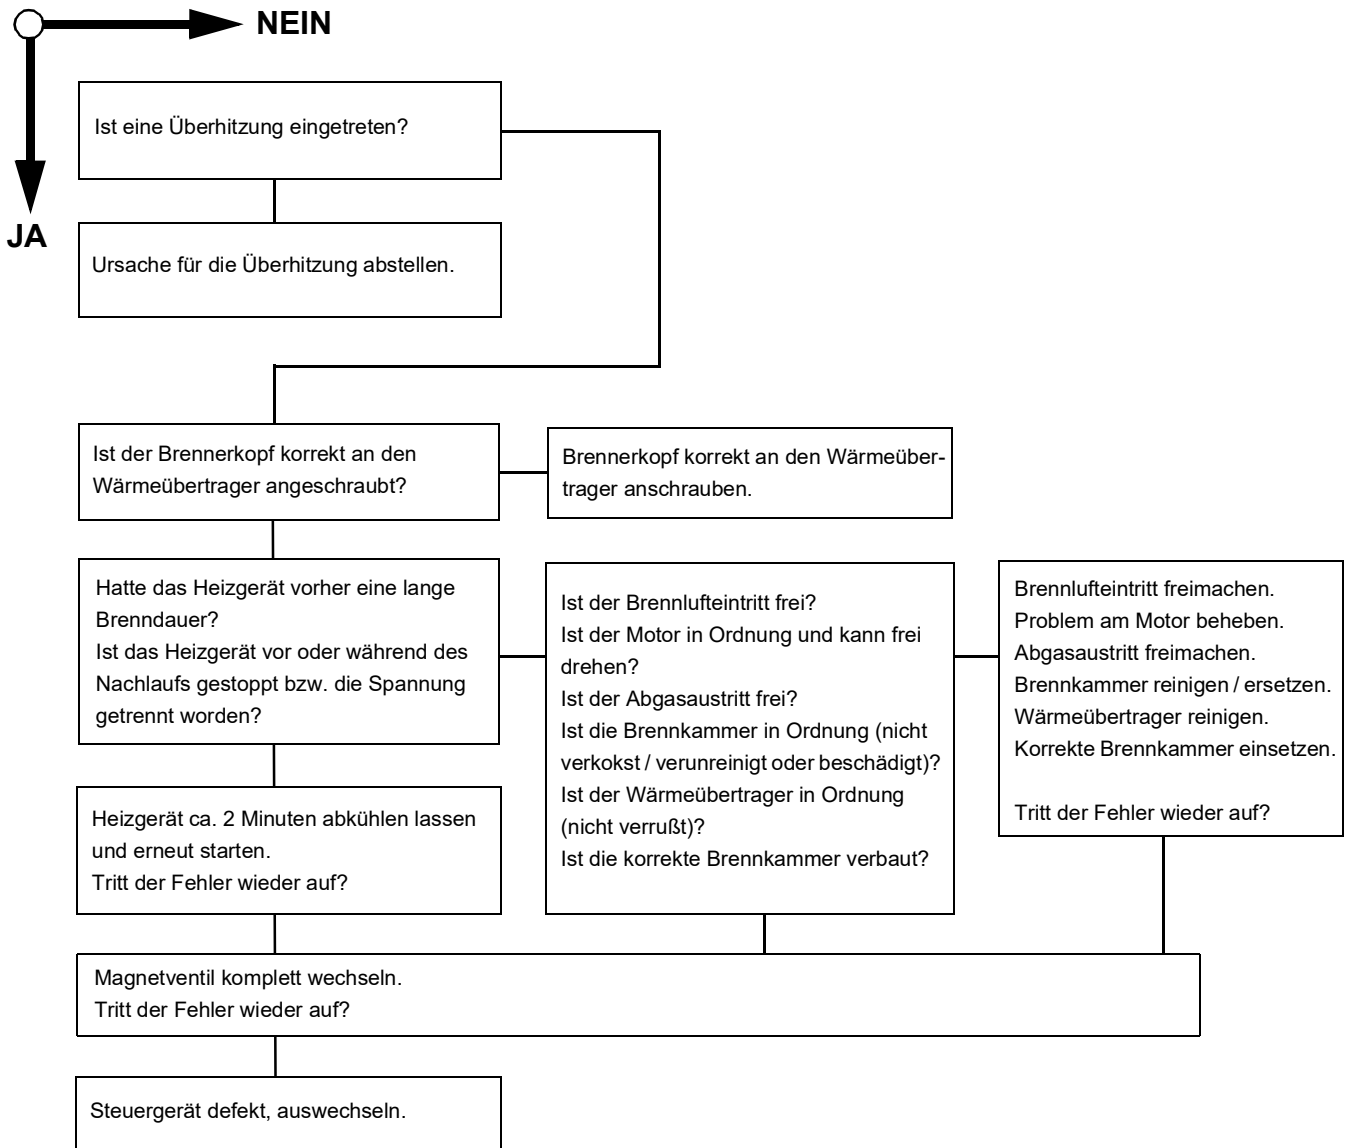 NEIN
JA
Ist eine Überhitzung eingetreten?
Ursache für die Überhitzung abstellen.
Ist der Brennerkopf korrekt an den
Wärmeübertrager angeschraubt?
Brennerkopf korrekt an den Wärmeüber-
trager anschrauben.
Hatte das Heizgerät vorher eine lange
Brenndauer?
Ist das Heizgerät vor oder während des
Nachlaufs gestoppt bzw. die Spannung
getrennt worden?
Ist der Brennlufteintritt frei?
Ist der Motor in Ordnung und kann frei
drehen?
Ist der Abgasaustritt frei?
Ist die Brennkammer in Ordnung (nicht
verkokst / verunreinigt oder beschädigt)?
Ist der Wärmeübertrager in Ordnung
(nicht verrußt)?
Ist die korrekte Brennkammer verbaut?
Brennlufteintritt freimachen.
Problem am Motor beheben.
Abgasaustritt freimachen.
Brennkammer reinigen / ersetzen.
Wärmeübertrager reinigen.
Korrekte Brennkammer einsetzen.
Tritt der Fehler wieder auf?
Heizgerät ca. 2 Minuten abkühlen lassen
und erneut starten.
Tritt der Fehler wieder auf?
Magnetventil komplett wechseln.
Tritt der Fehler wieder auf?
Steuergerät defekt, auswechseln.